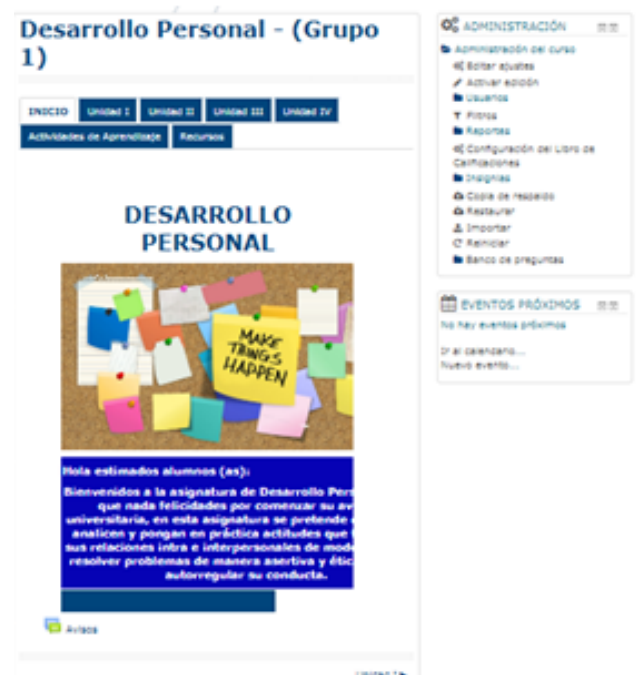 Desarrollo Personal - (Grupo
1)
INICIO Unidad I Unidad II Unidad III Unidad IV
Actividades de Aprendizaje Recursos
DESARROLLO
PERSONAL
MAKE
THINGS
HAPPEN
Hola estimados alumnos (as):
Bienvenidos a la asignatura de Desarrollo Pers
que nada felicidades por comenzar su av
universitaria, en esta asignatura se pretende
analicen y pongan en práctica actitudes que
sus relaciones intra e interpersonales de mod
resolver problemas de manera asertiva y étic
autorregular su conducta.
Avisos
Unidad I
ADMINISTRACIÓN
Administración del curso
Editar ajustes
Activar edición
Usuarios
Filtros
Reportes
Configuración del Libro de
Calificaciones
Insignias
Copia de respaldo
Restaurar
Importar
Reiniciar
Banco de preguntas
EVENTOS PRÓXIMOS
No hay eventos próximos
Ir al calendario...
Nuevo evento...